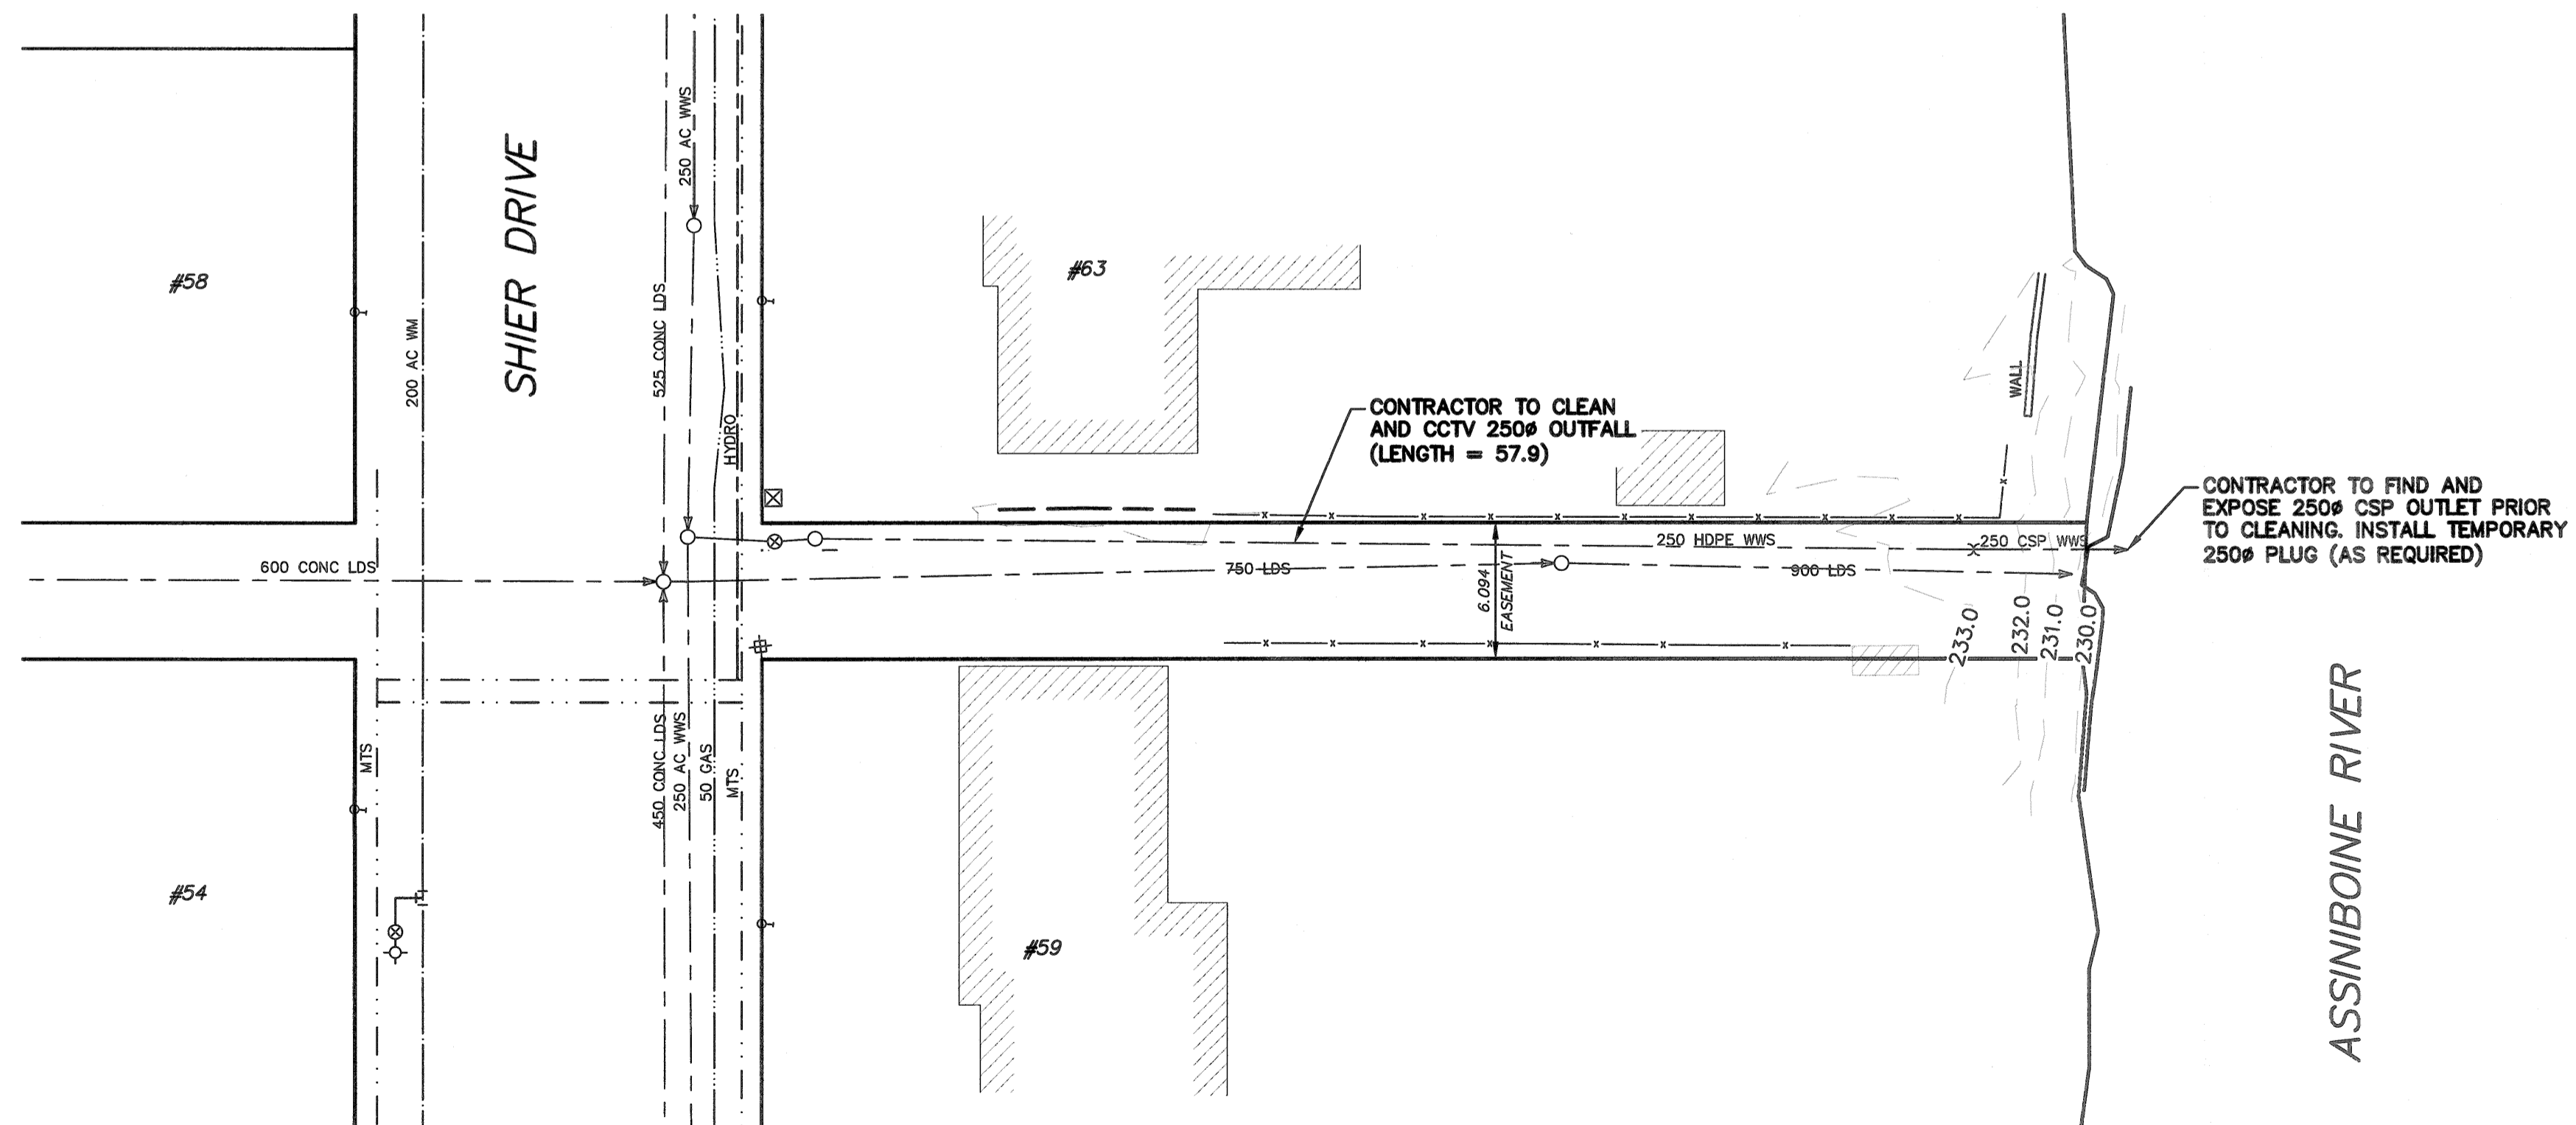 250 AC WWS
SHIER DRIVE
#58
#63
200 AC WM
525 CONC LDS
HYDRO
WALL
CONTRACTOR TO CLEAN
AND CCTV 250ø OUTFALL
(LENGTH = 57.9)
CONTRACTOR TO FIND AND
EXPOSE 250ø CSP OUTLET PRIOR
TO CLEANING. INSTALL TEMPORARY
250ø PLUG (AS REQUIRED)
250 HDPE WWS
250 CSP WWS
600 CONC LDS
750 LDS
900 LDS
6.094
EASEMENT
233.0
232.0
231.0
230.0
MTS
450 CONC LDS
250 AC WWS
50 GAS
MTS
#54
#59
ASSINIBOINE RIVER